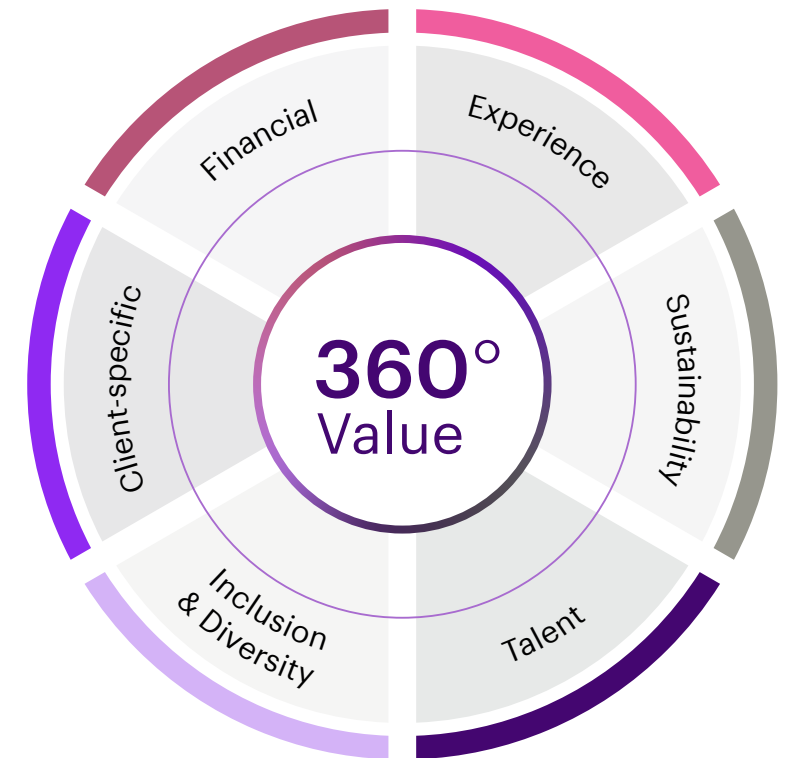 Financial
Experience
Client-specific
360°
Value
Sustainability
Inclusion
& Diversity
Talent